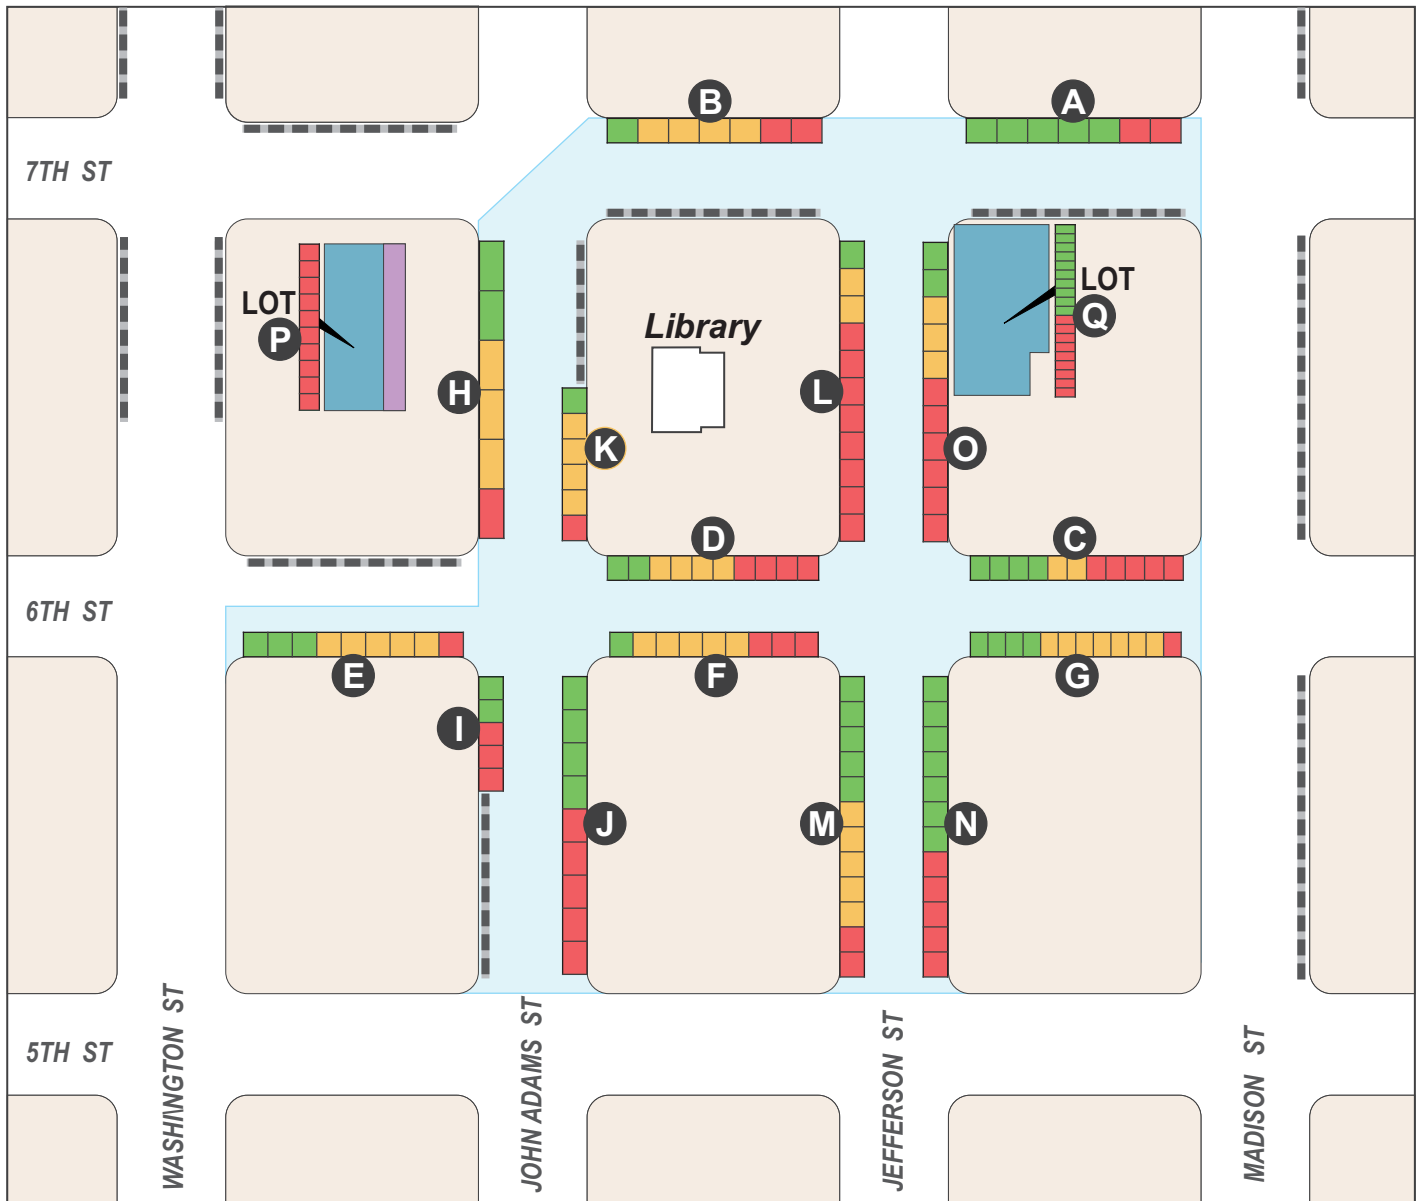 B
A
7TH ST
LOT
P
H
Library
K
L
LOT
Q
O
D
C
6TH ST
E
F
G
I
J
M
N
5TH ST
WASHINGTON ST
JOHN ADAMS ST
JEFFERSON ST
MADISON ST